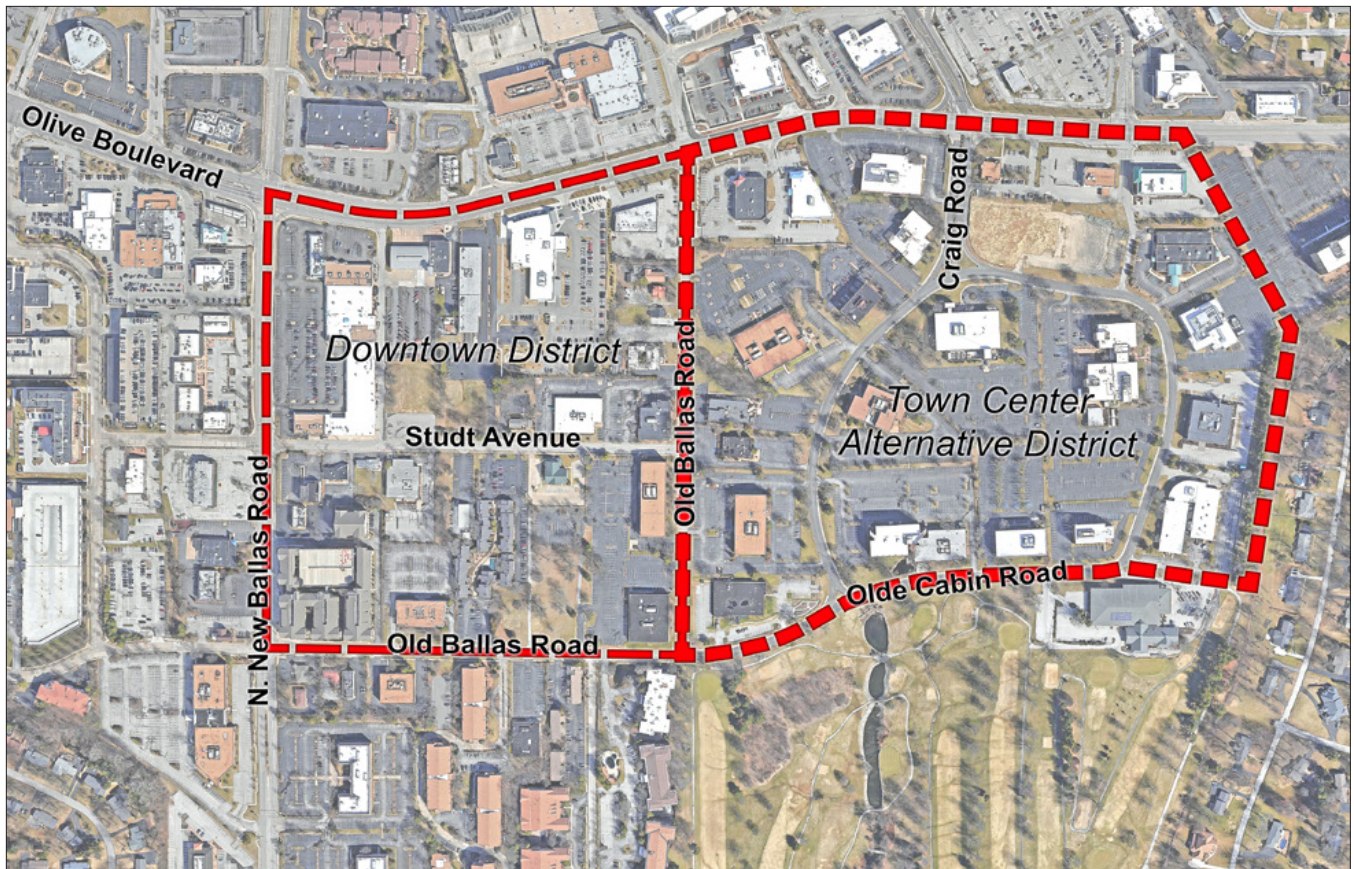 Olive Boulevard
Craig Road
Downtown District
Old Ballas Road
Town Center
Alternative District
Studt Avenue
N. New Ballas Road
Olde Cabin Road
Old Ballas Road